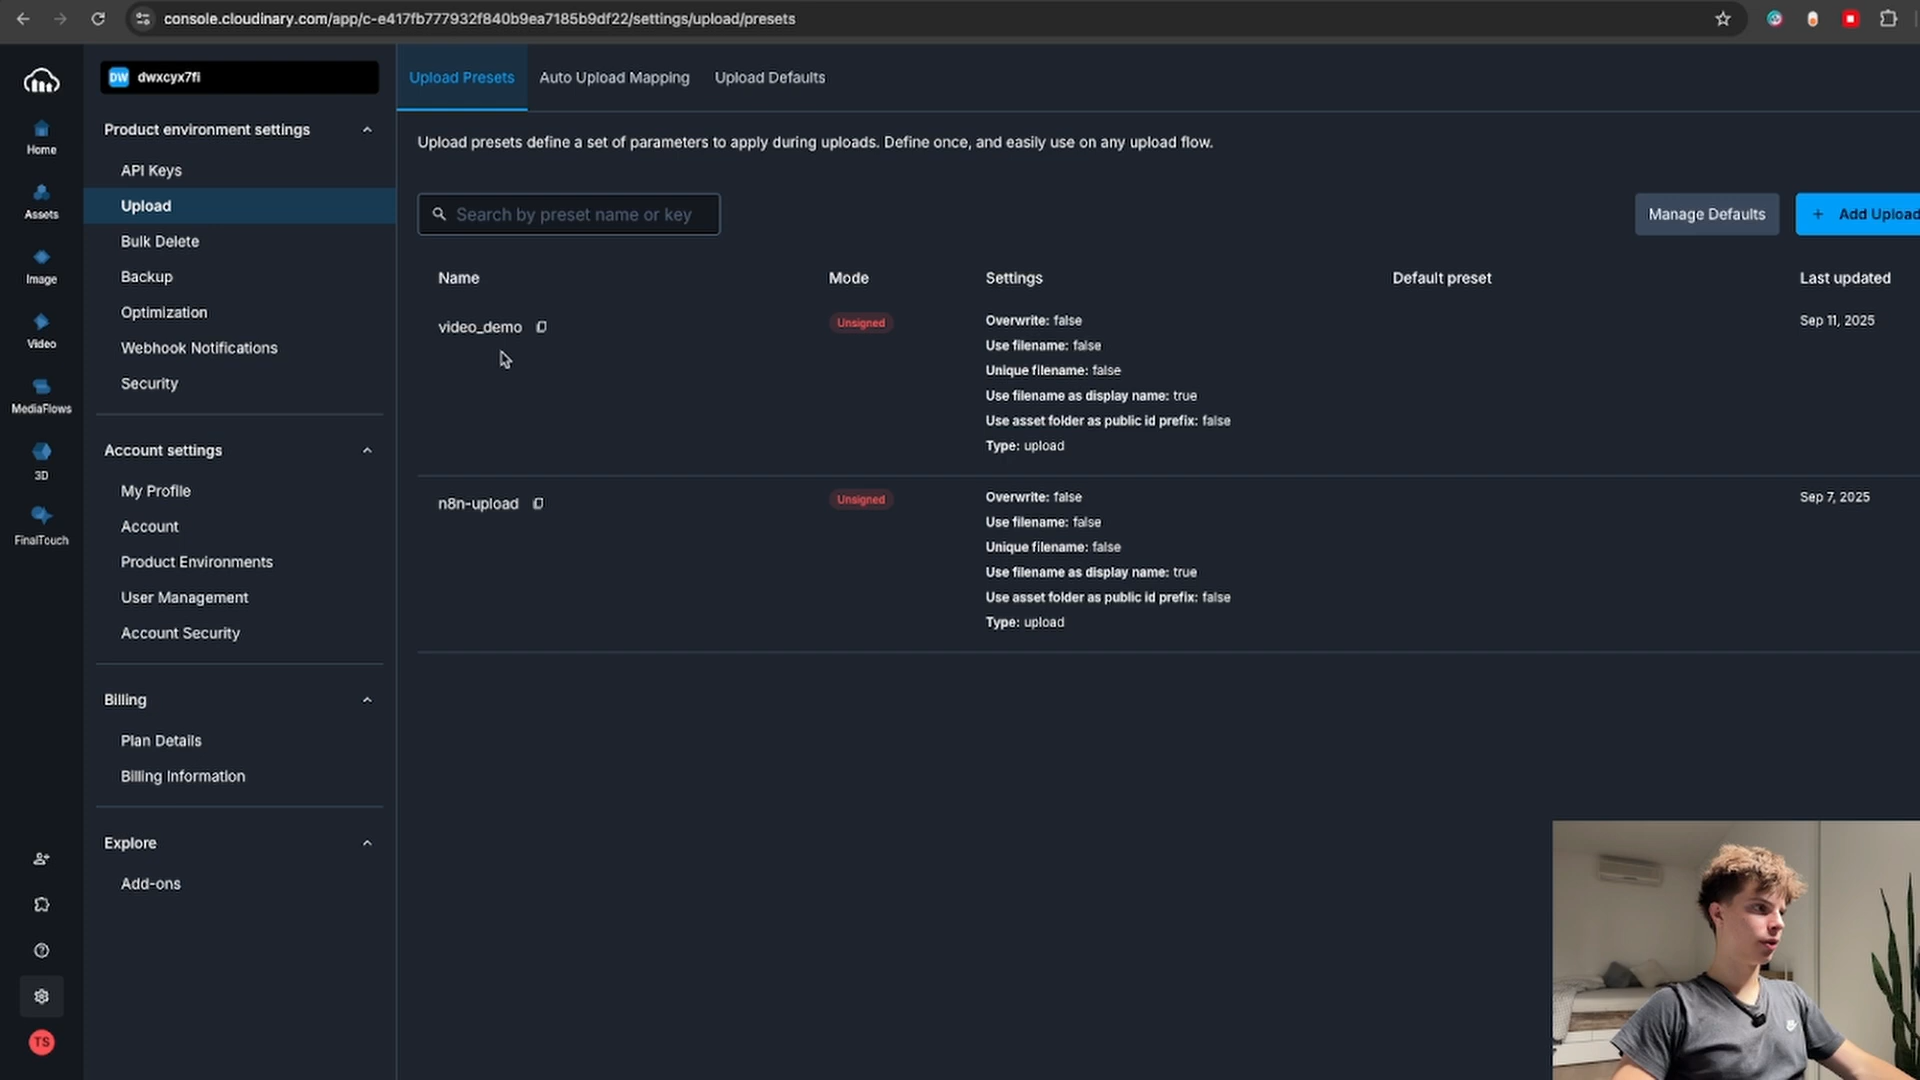 console.cloudinary.com/app/c-e417fb777932f840b9ea7185b9df22/settings/upload/presets
Home
Assets
Image
Video
MediaFlows
3D
FinalTouch
TS
DW dwxcyx7fi
Product environment settings
API Keys
Upload
Bulk Delete
Backup
Optimization
Webhook Notifications
Security
Account settings
My Profile
Account
Product Environments
User Management
Account Security
Billing
Plan Details
Billing Information
Explore
Add-ons
Upload Presets Auto Upload Mapping Upload Defaults
Upload presets define a set of parameters to apply during uploads. Define once, and easily use on any upload flow.
Search by preset name or key
Manage Defaults
+ Add Upload
Name Mode Settings Default preset Last updated
video_demo Unsigned Overwrite: false Sep 11, 2025
Use filename: false
Unique filename: false
Use filename as display name: true
Use asset folder as public id prefix: false
Type: upload
n8n-upload Unsigned Overwrite: false Sep 7, 2025
Use filename: false
Unique filename: false
Use filename as display name: true
Use asset folder as public id prefix: false
Type: upload